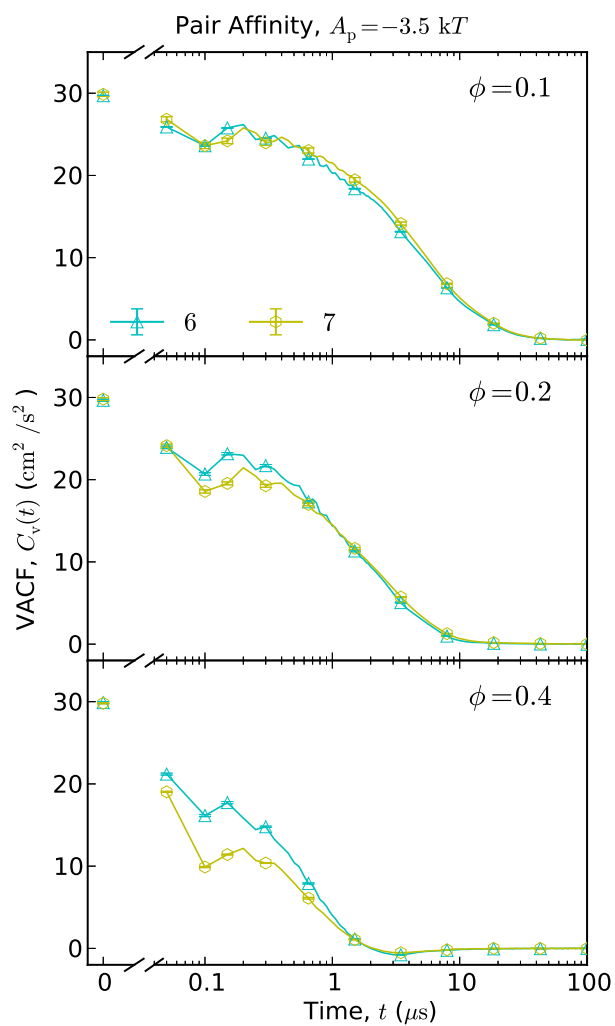 Pair Affinity, A_p=−3.5 kT
30
20
10
0
ϕ=0.1
6 7
30
20
10
0
ϕ=0.2
VACF, C_v(t) (cm² /s²)
30
20
10
0
ϕ=0.4
0 0.1 1 10 100
Time, t (μs)